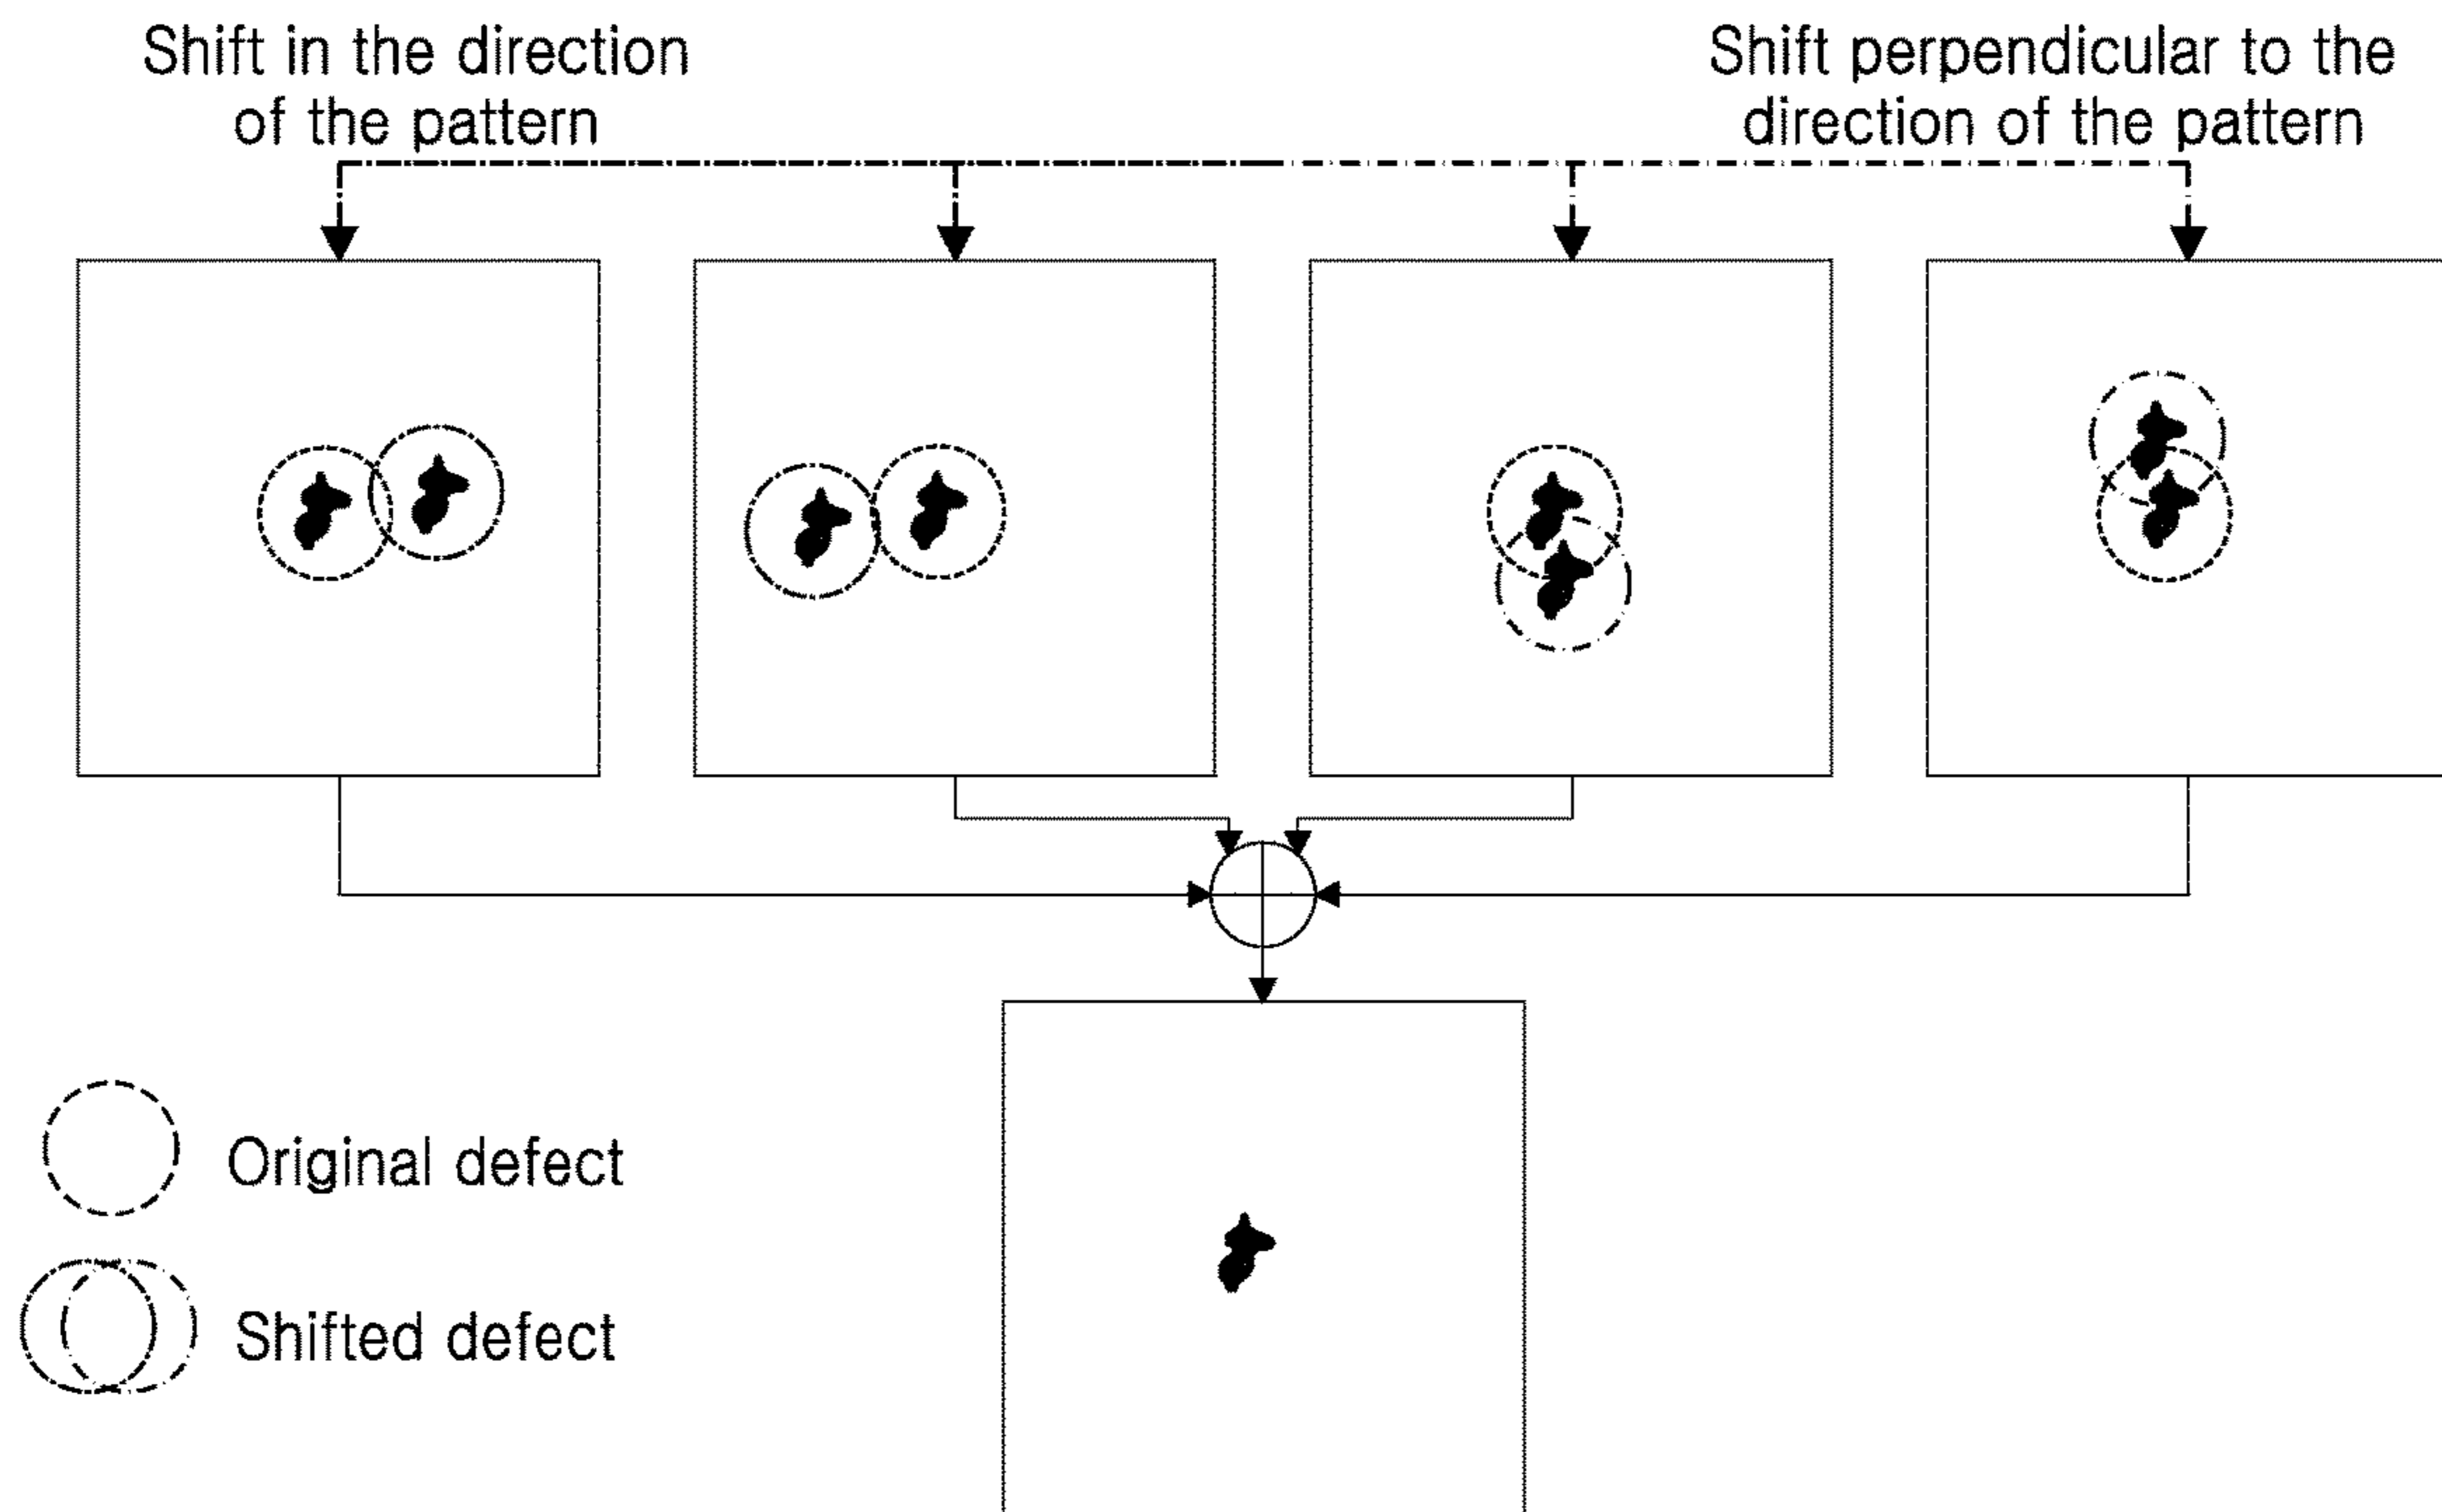 Shift in the direction
of the pattern
Shift perpendicular to the
direction of the pattern
Original defect
Shifted defect